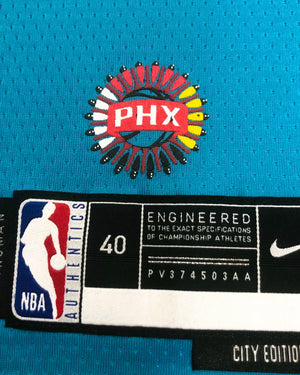 PHX
NBA
AUTHENTICS
40
ENGINEERED
TO THE EXACT SPECIFICATIONS
OF CHAMPIONSHIP ATHLETES
PV374503AA
CITY EDITION